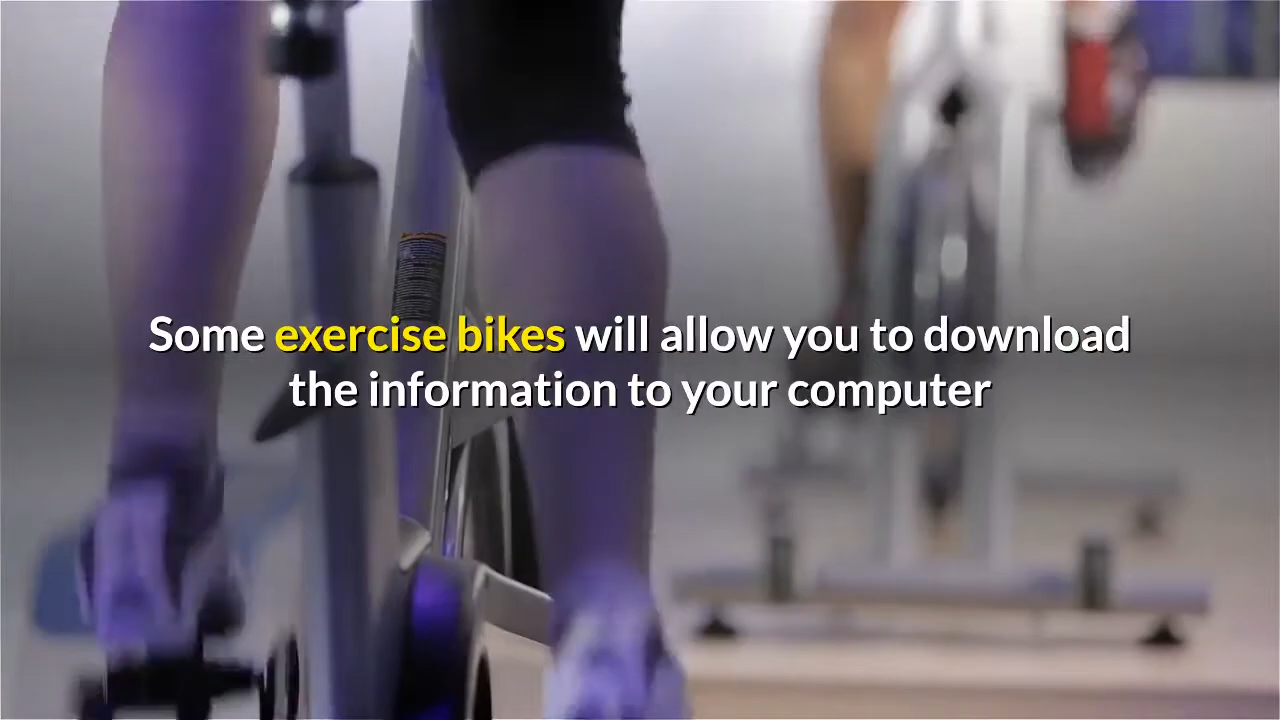 Some exercise bikes will allow you to download
the information to your computer